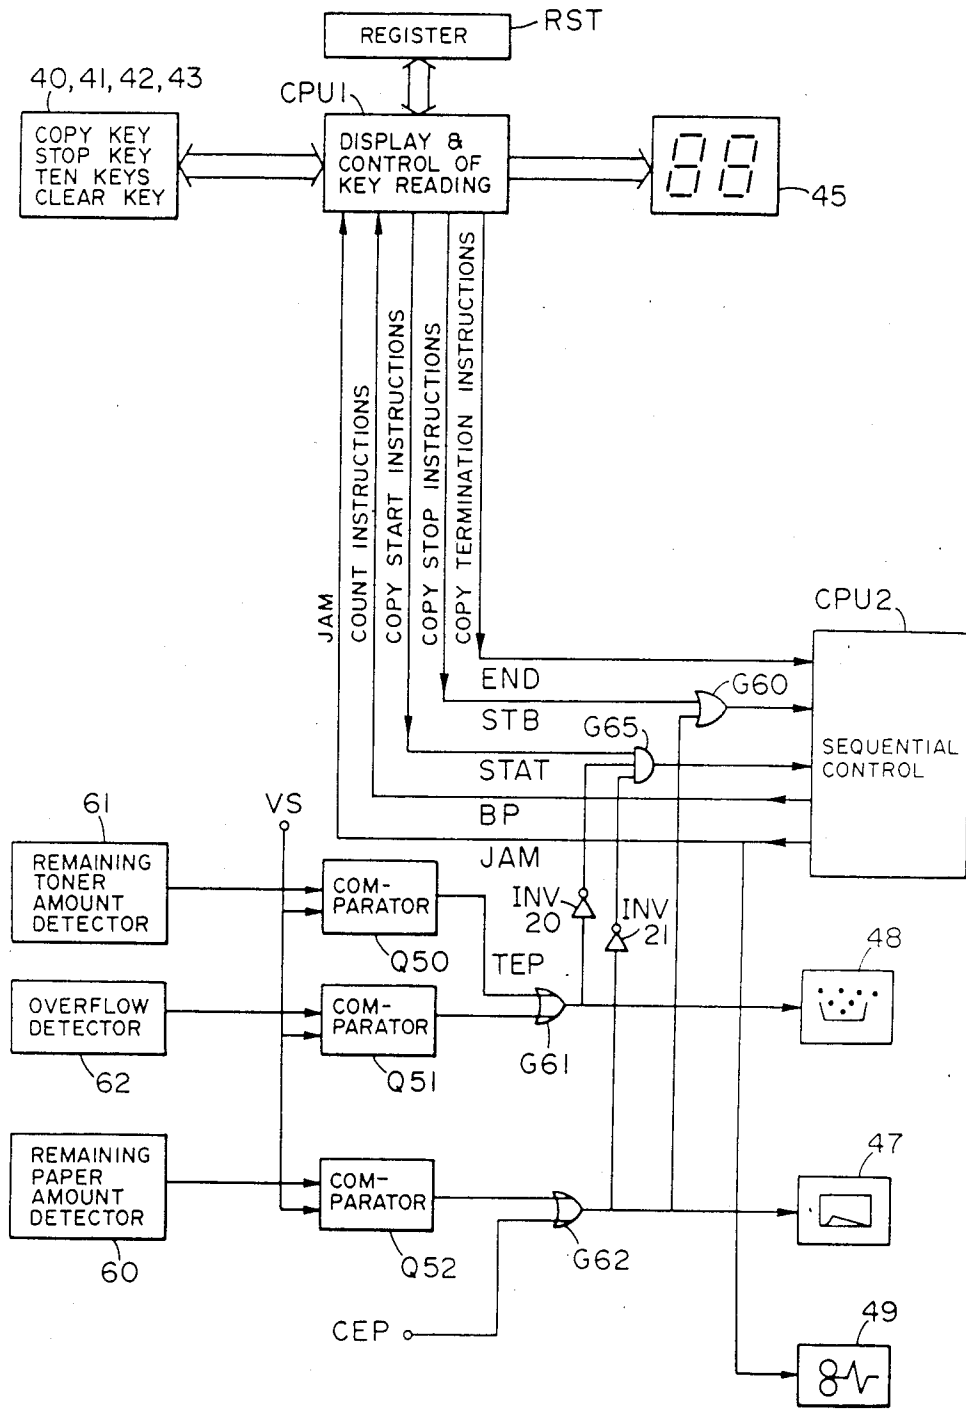 REGISTER
RST
40, 41, 42, 43
CPU1
COPY KEY
STOP KEY
TEN KEYS
CLEAR KEY
DISPLAY &
CONTROL OF
KEY READING
45
JAM
COUNT INSTRUCTIONS
COPY START INSTRUCTIONS
COPY STOP INSTRUCTIONS
COPY TERMINATION INSTRUCTIONS
CPU2
END
G60
STB
G65
STAT
SEQUENTIAL
CONTROL
61
VS
BP
JAM
REMAINING
TONER
AMOUNT
DETECTOR
COM-
PARATOR
INV
20
INV
21
Q50
TEP
48
OVERFLOW
DETECTOR
COM-
PARATOR
G61
62
Q51
47
REMAINING
PAPER
AMOUNT
DETECTOR
COM-
PARATOR
60
Q52
G62
CEP
49